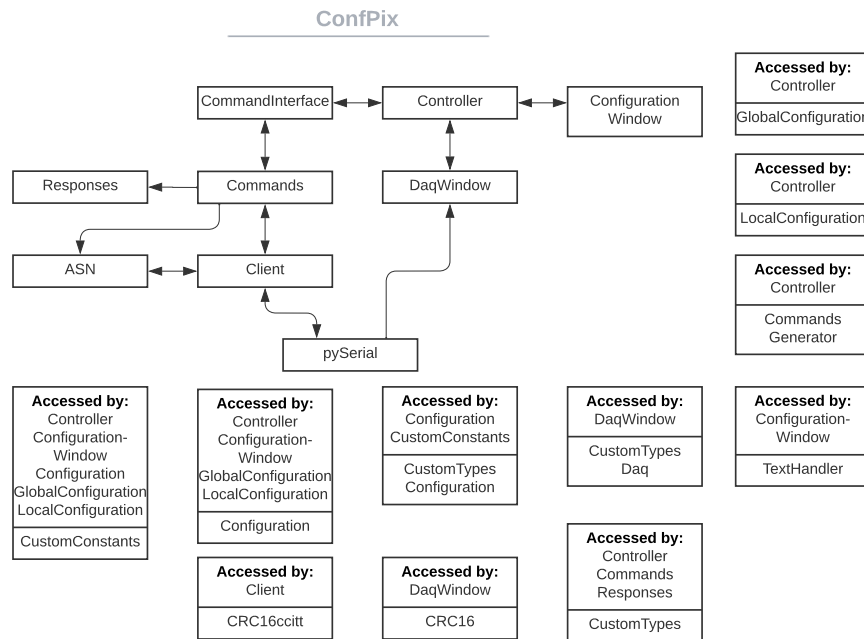 ConfPix
CommandInterface
Controller
Configuration
Window
Responses
Commands
DaqWindow
ASN
Client
pySerial
Accessed by:
Controller
GlobalConfiguration
Accessed by:
Controller
LocalConfiguration
Accessed by:
Controller
Commands
Generator
Accessed by:
Controller
Configuration-
Window
Configuration
GlobalConfiguration
LocalConfiguration
CustomConstants
Accessed by:
Controller
Configuration-
Window
GlobalConfiguration
LocalConfiguration
Configuration
Accessed by:
Configuration
CustomConstants
CustomTypes
Configuration
Accessed by:
DaqWindow
CustomTypes
Daq
Accessed by:
Configuration-
Window
TextHandler
Accessed by:
Client
CRC16ccitt
Accessed by:
DaqWindow
CRC16
Accessed by:
Controller
Commands
Responses
CustomTypes